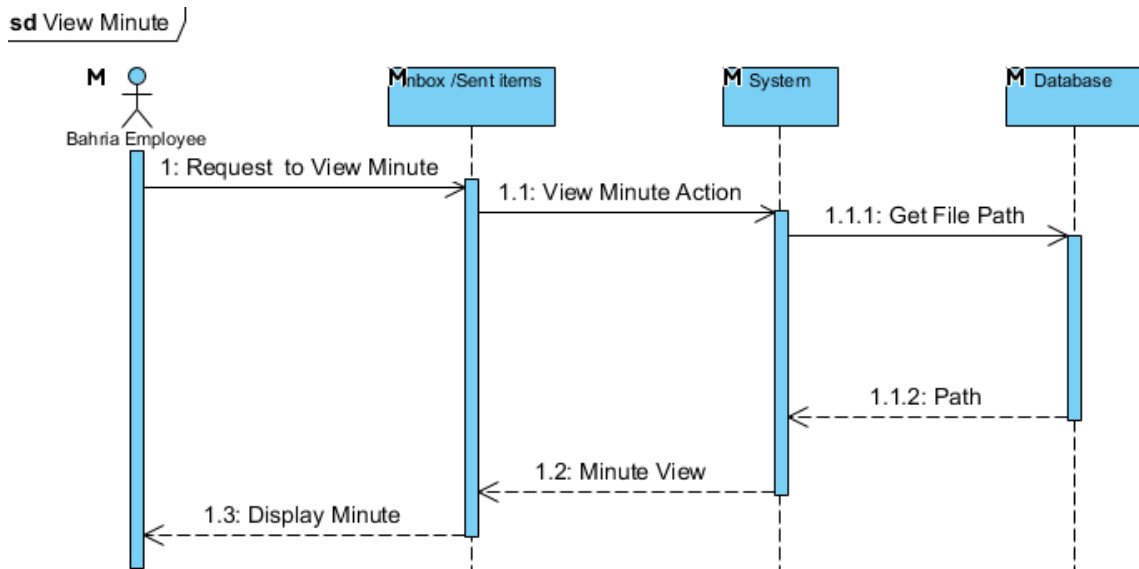 sd View Minute
M
Bahria Employee
M nbox /Sent items
M System
M Database
1: Request to View Minute
1.1: View Minute Action
1.1.1: Get File Path
1.1.2: Path
1.2: Minute View
1.3: Display Minute